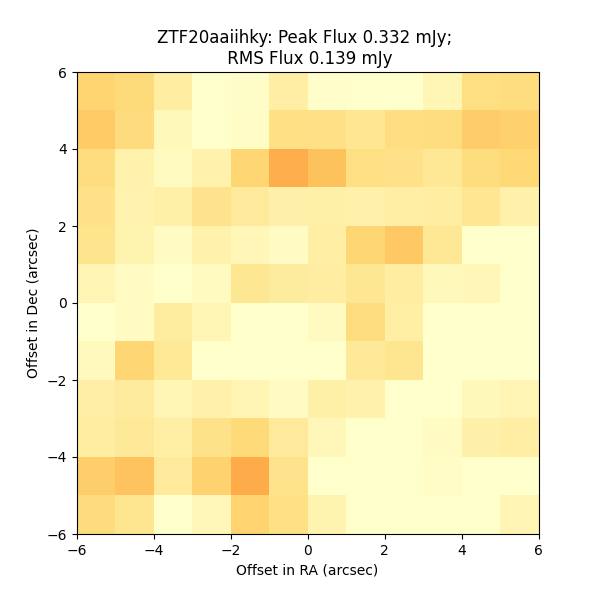 ZTF20aaiihky: Peak Flux 0.332 mJy;
RMS Flux 0.139 mJy
6
4
2
0
−2
−4
−6
Offset in Dec (arcsec)
−6 −4 −2 0 2 4 6
Offset in RA (arcsec)